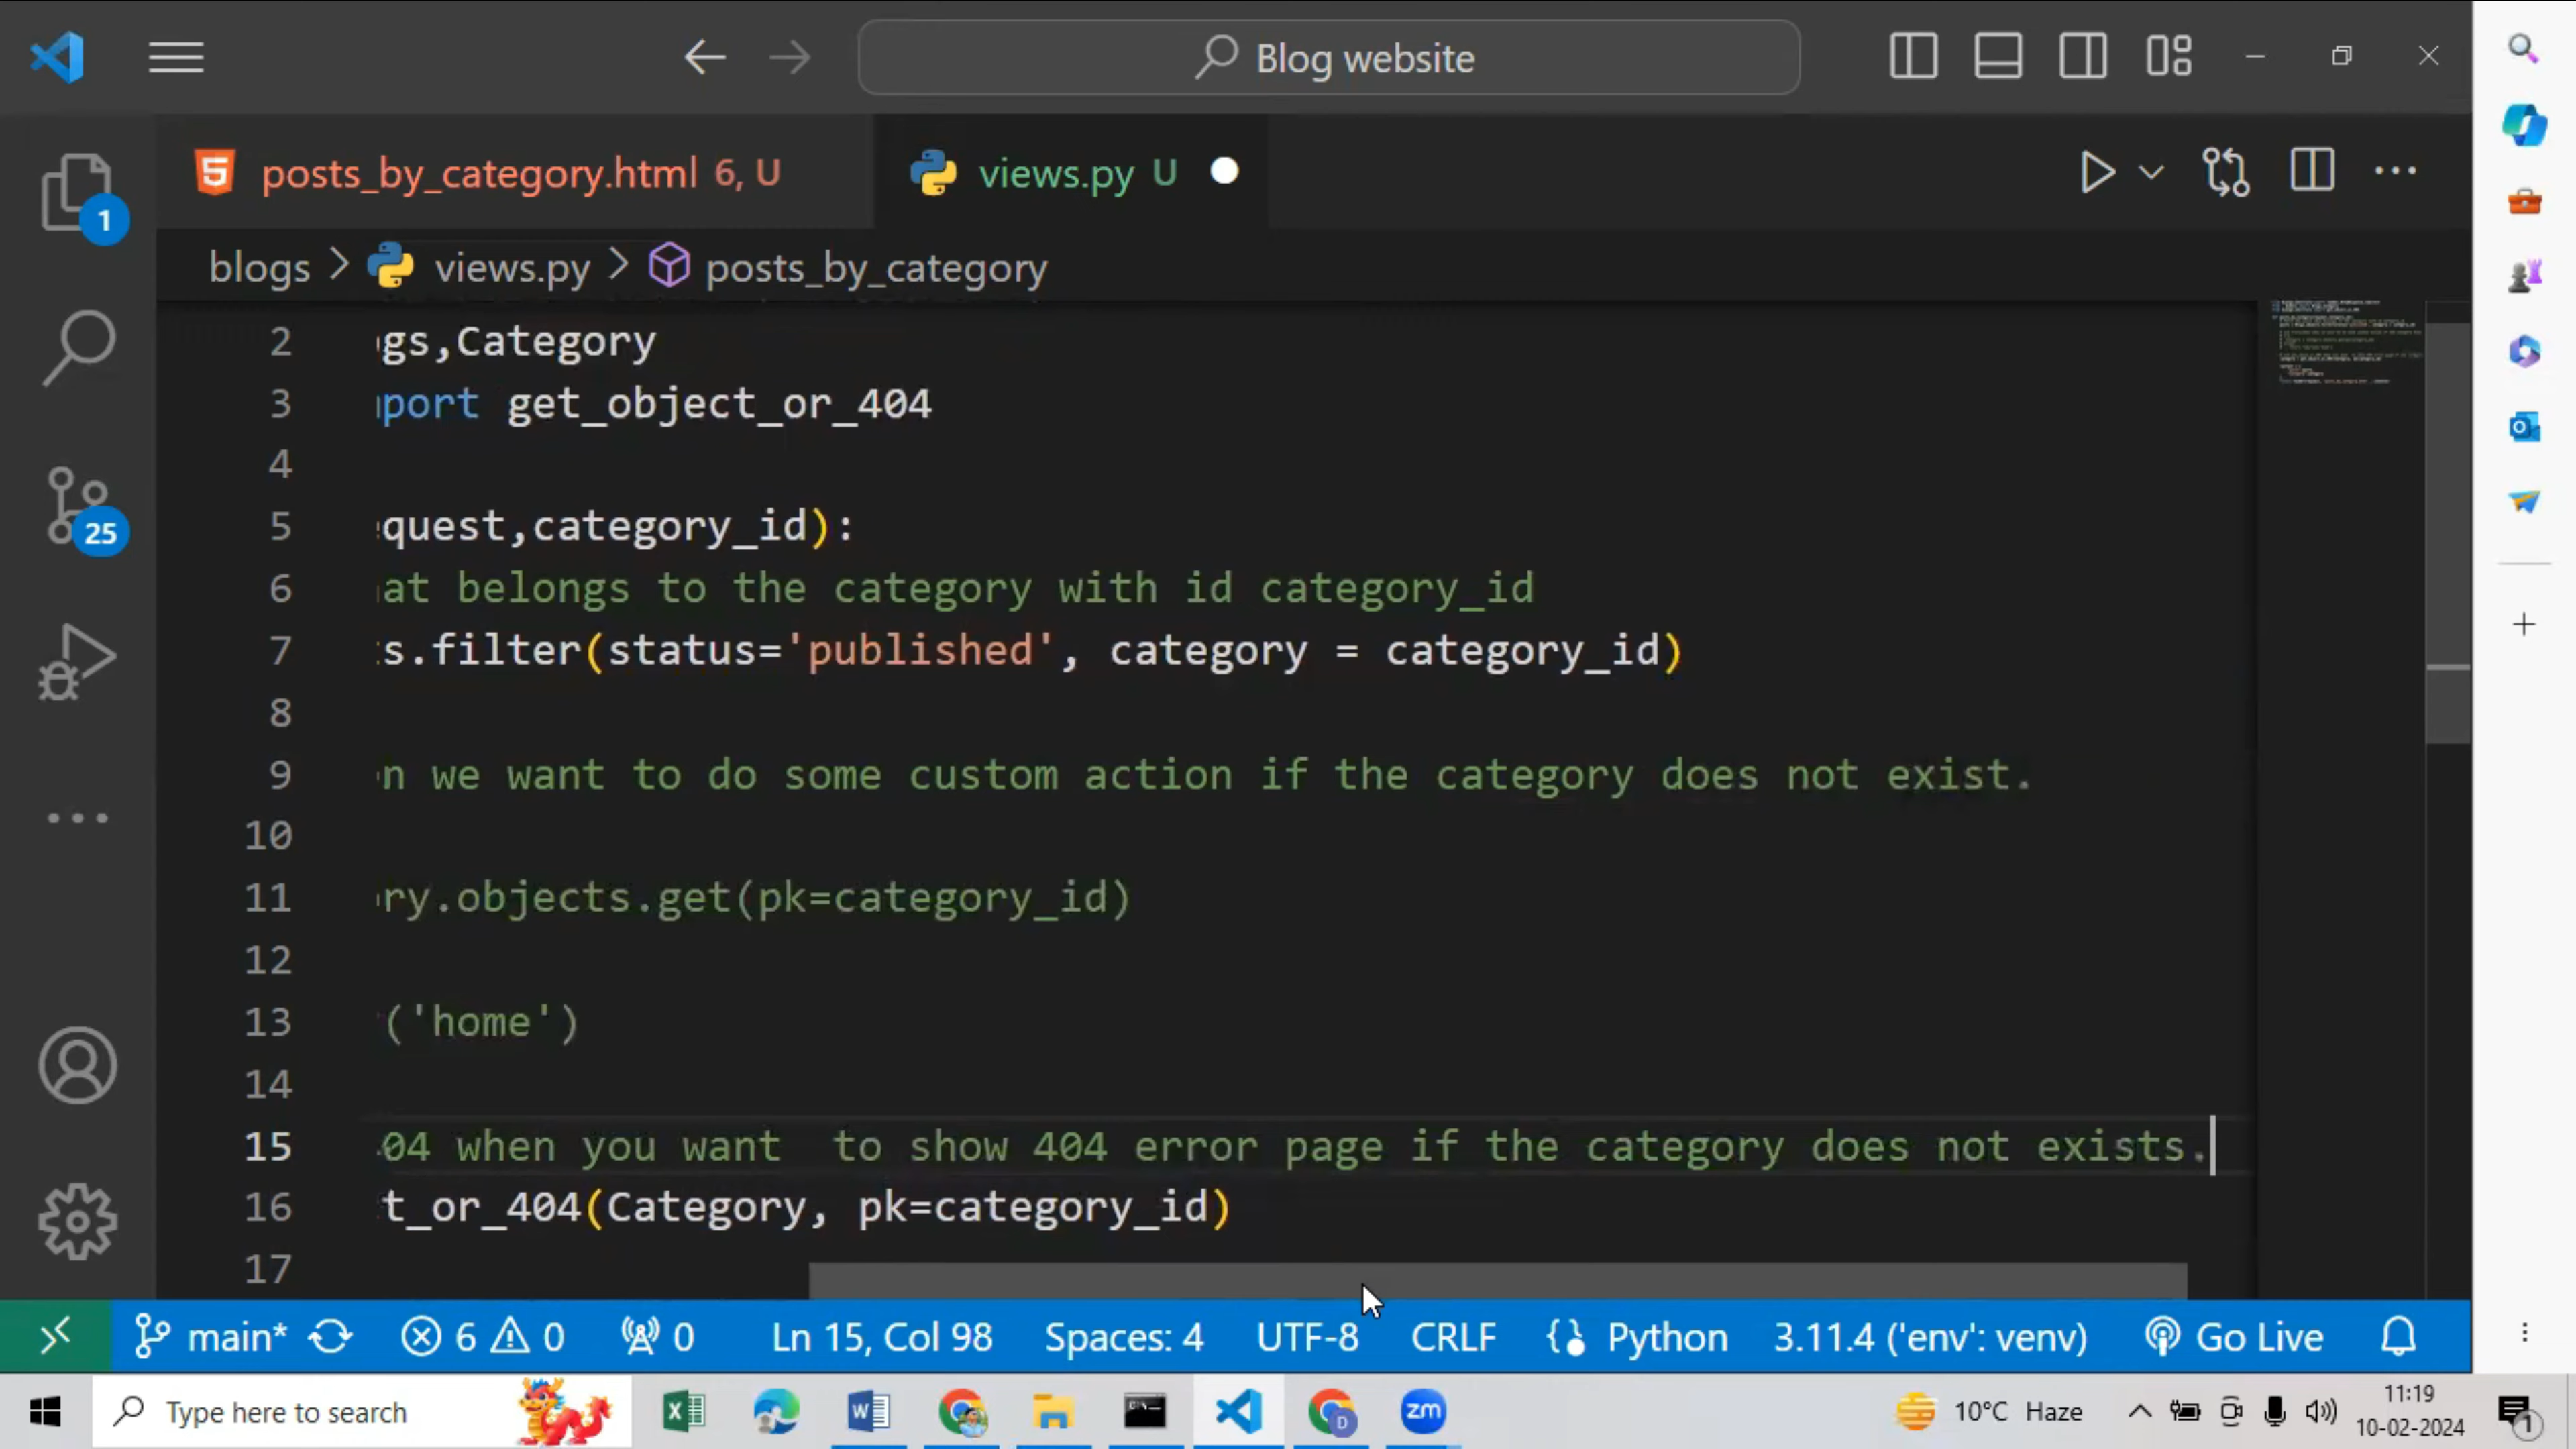 Blog website
posts_by_category.html 6, U
views.py U
blogs > views.py > posts_by_category
2 gs,Category
3 port get_object_or_404
4
5 quest,category_id):
6 at belongs to the category with id category_id
7 s.filter(status='published', category = category_id)
8
9 n we want to do some custom action if the category does not exist.
10
11 ry.objects.get(pk=category_id)
12
13 ('home')
14
15 04 when you want  to show 404 error page if the category does not exists.
16 t_or_404(Category, pk=category_id)
17
1
25
main* 6 0 0 Ln 15, Col 98 Spaces: 4 UTF-8 CRLF Python 3.11.4 ('env': venv) Go Live
Type here to search
zm
10°C Haze
11:19
10-02-2024
1